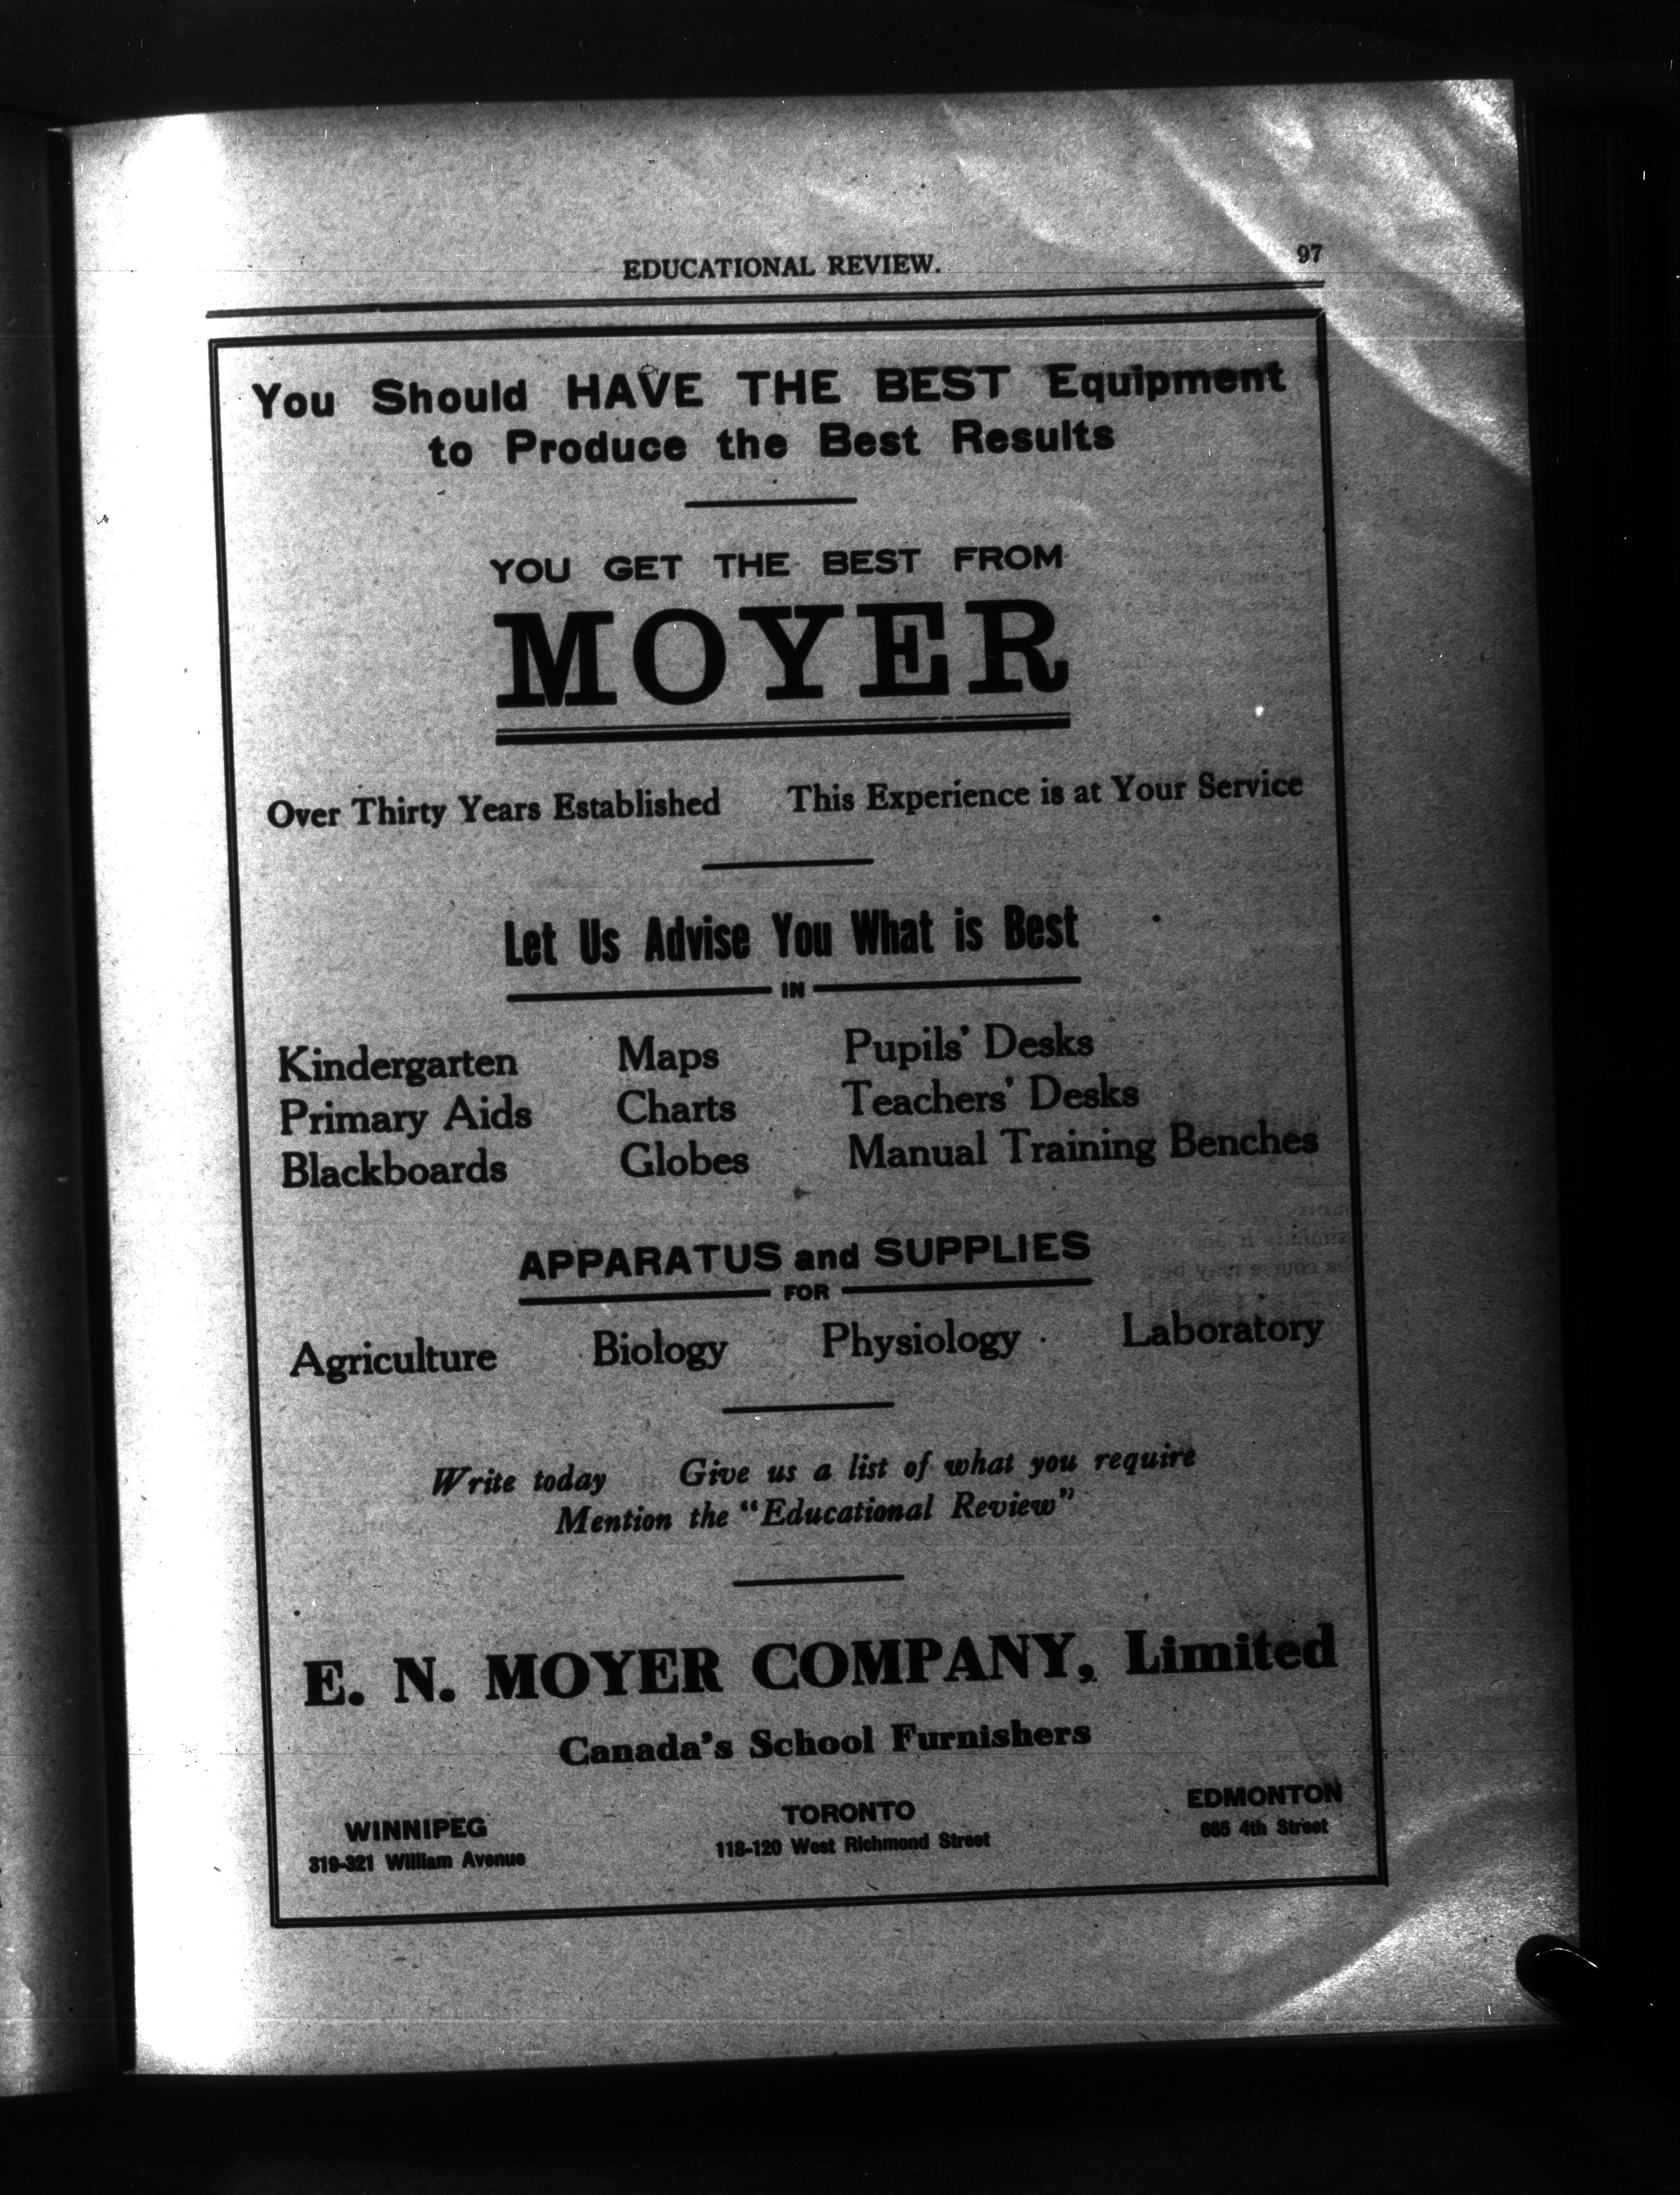 EDUCATIONAL REVIEW. 97
You Should HAVE THE BEST Equipment
to Produce the Best Results
YOU GET THE BEST FROM
MOYER
Over Thirty Years Established This Experience is at Your Service
Let Us Advise You What is Best
IN
Kindergarten Maps Pupils' Desks
Primary Aids Charts Teachers' Desks
Blackboards Globes Manual Training Benches
APPARATUS and SUPPLIES
FOR
Agriculture Biology Physiology Laboratory
Write today Give us a list of what you require
Mention the "Educational Review"
E. N. MOYER COMPANY, Limited
Canada's School Furnishers
WINNIPEG TORONTO EDMONTON
319-321 William Avenue 118-120 West Richmond Street 665 4th Street